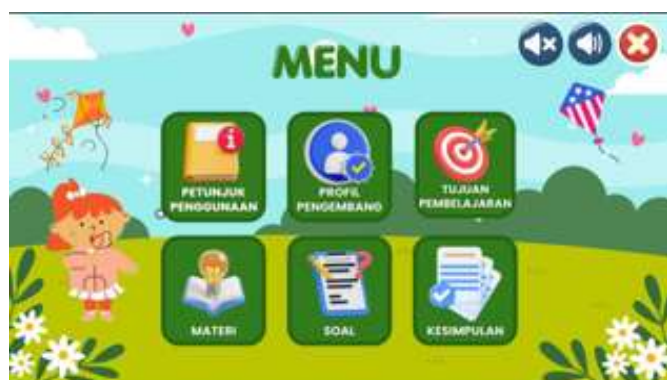 MENU
PETUNJUK
PENGGUNAAN
PROFIL
PENGEMBANG
TUJUAN
PEMBELAJARAN
MATERI
SOAL
KESIMPULAN